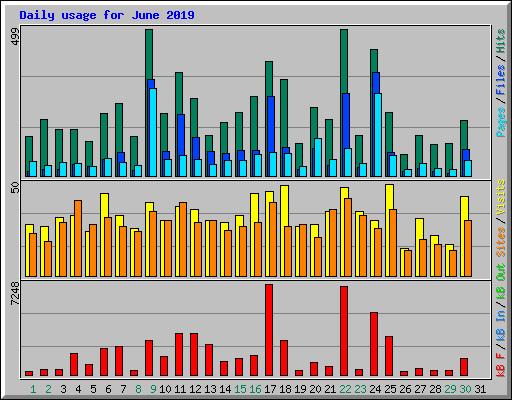 Daily usage for June 2019
499
50
7248
Pages / Files / Hits
Sites / Visits
kB F / kB In / kB Out
1 2 3 4 5 6 7 8 9 10 11 12 13 14 15 16 17 18 19 20 21 22 23 24 25 26 27 28 29 30 31